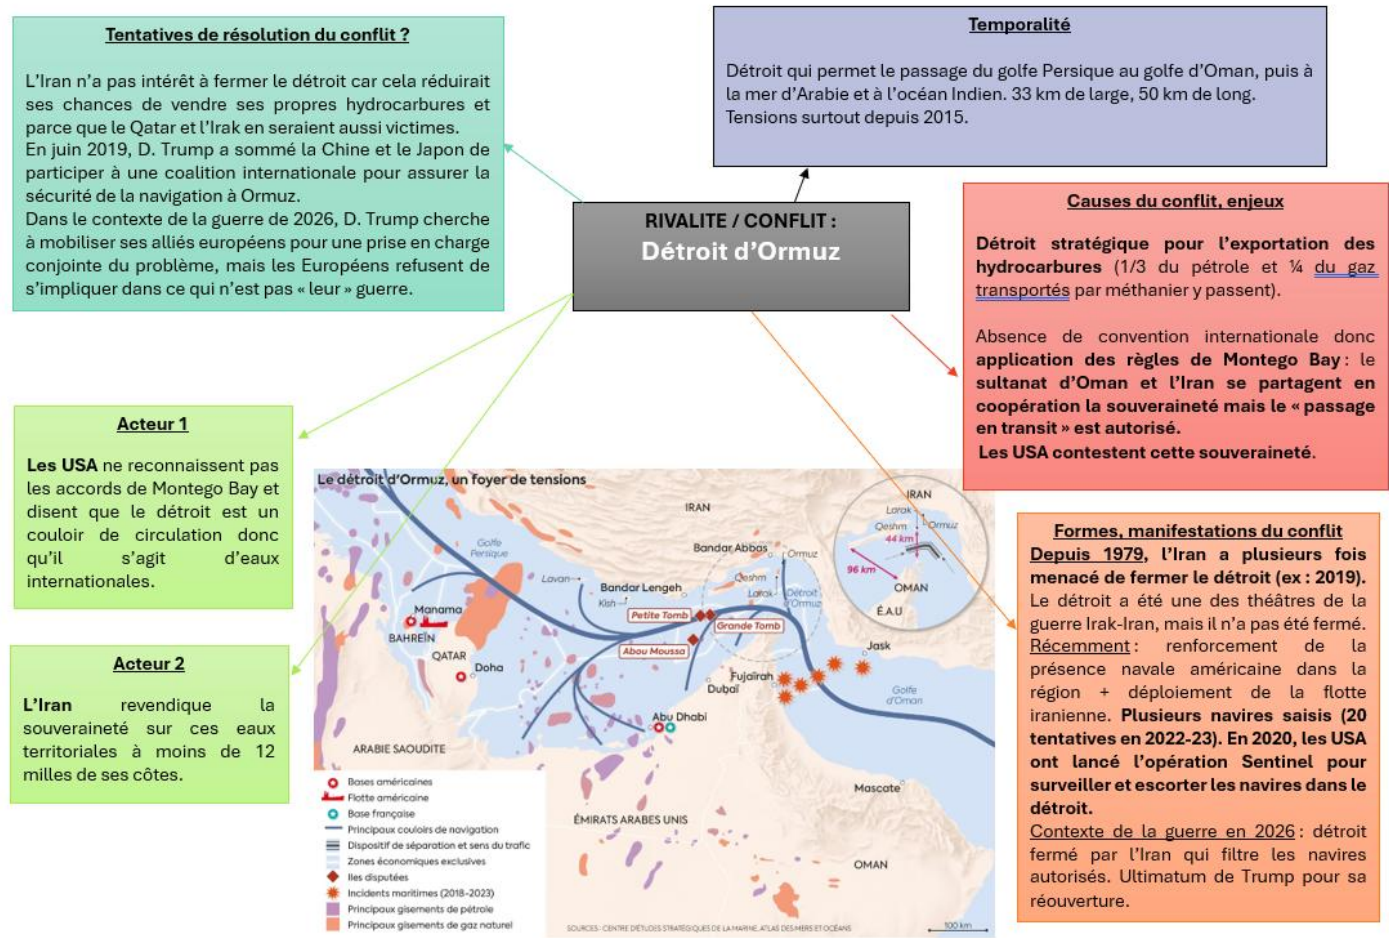 Tentatives de résolution du conflit ?
L'Iran n'a pas intérêt à fermer le détroit car cela réduirait
ses chances de vendre ses propres hydrocarbures et
parce que le Qatar et l'Irak en seraient aussi victimes.
En juin 2019, D. Trump a sommé la Chine et le Japon de
participer à une coalition internationale pour assurer la
sécurité de la navigation à Ormuz.
Dans le contexte de la guerre de 2026, D. Trump cherche
à mobiliser ses alliés européens pour une prise en charge
conjointe du problème, mais les Européens refusent de
s'impliquer dans ce qui n'est pas « leur » guerre.
Temporalité
Détroit qui permet le passage du golfe Persique au golfe d'Oman, puis à
la mer d'Arabie et à l'océan Indien. 33 km de large, 50 km de long.
Tensions surtout depuis 2015.
RIVALITE / CONFLIT :
Détroit d'Ormuz
Causes du conflit, enjeux
Détroit stratégique pour l'exportation des
hydrocarbures (1/3 du pétrole et ¼ du gaz
transportés par méthanier y passent).
Absence de convention internationale donc
application des règles de Montego Bay : le
sultanat d'Oman et l'Iran se partagent en
coopération la souveraineté mais le « passage
en transit » est autorisé.
Les USA contestent cette souveraineté.
Acteur 1
Les USA ne reconnaissent pas
les accords de Montego Bay et
disent que le détroit est un
couloir de circulation donc
qu'il s'agit d'eaux
internationales.
Acteur 2
L'Iran revendique la
souveraineté sur ces eaux
territoriales à moins de 12
milles de ses côtes.
Formes, manifestations du conflit
Depuis 1979, l'Iran a plusieurs fois
menacé de fermer le détroit (ex : 2019).
Le détroit a été une des théâtres de la
guerre Irak-Iran, mais il n'a pas été fermé.
Récemment : renforcement de la
présence navale américaine dans la
région + déploiement de la flotte
iranienne. Plusieurs navires saisis (20
tentatives en 2022-23). En 2020, les USA
ont lancé l'opération Sentinel pour
surveiller et escorter les navires dans le
détroit.
Contexte de la guerre en 2026 : détroit
fermé par l'Iran qui filtre les navires
autorisés. Ultimatum de Trump pour sa
réouverture.
Le détroit d'Ormuz, un foyer de tensions
IRAN
Golfe
Persique
Bandar Abbas
Ormuz
Lavan
Bandar Lengeh
Qeshm
Kish
Larak
Détroit
d'Ormuz
Petite Tomb
Grande Tomb
Abou Moussa
Manama
BAHREÏN
QATAR
Doha
Fujaïrah
Dubaï
Jask
Golfe
d'Oman
Abu Dhabi
ARABIE SAOUDITE
ÉMIRATS ARABES UNIS
Mascate
OMAN
IRAN
Larak
Qeshm
Ormuz
44 km
96 km
OMAN
É.A.U
Bases américaines
Flotte américaine
Base française
Principaux couloirs de navigation
Dispositif de séparation et sens du trafic
Zones économiques exclusives
Iles disputées
Incidents maritimes (2018-2023)
Principaux gisements de pétrole
Principaux gisements de gaz naturel
SOURCES : CENTRE D'ÉTUDES STRATÉGIQUES DE LA MARINE, ATLAS DES MERS ET OCÉANS
100 km